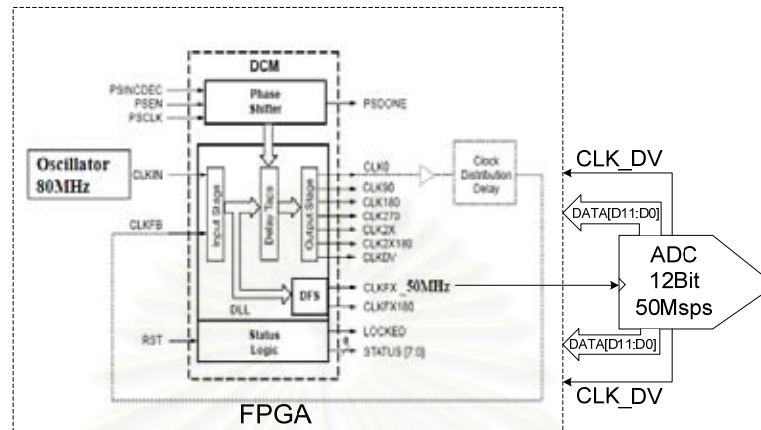 DCM
Phase
Shifter
PSINCDEC
PSEN
PSCLK
PSDONE
Oscillator
80MHz
CLKIN
CLKFB
Input Stage
Delay Taps
Output Stage
CLK0
CLK90
CLK180
CLK270
CLK2X
CLK2X180
CLKDV
Clock
Distribution
Delay
DFS
DLL
CLKFX_50MHz
CLKFX180
RST
Status
Logic
LOCKED
8
STATUS [7:0]
FPGA
CLK_DV
DATA[D11:D0]
ADC
12Bit
50Msps
DATA[D11:D0]
CLK_DV